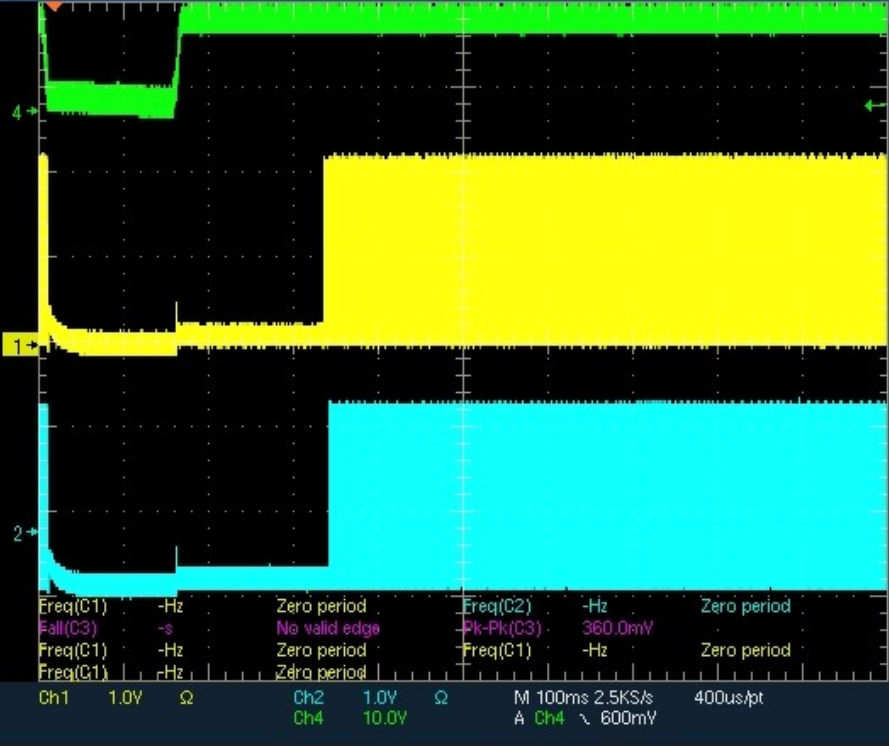 4
1
2
Freq(C1) -Hz Zero period Freq(C2) -Hz Zero period
Fall(C3) -s No valid edge Pk-Pk(C3) 360.0mV
Freq(C1) -Hz Zero period Freq(C1) -Hz Zero period
Freq(C1) -Hz Zero period
Ch1 1.0V Ω Ch2 1.0V Ω M 100ms 2.5KS/s 400us/pt
Ch4 10.0V A Ch4 ∖ 600mV